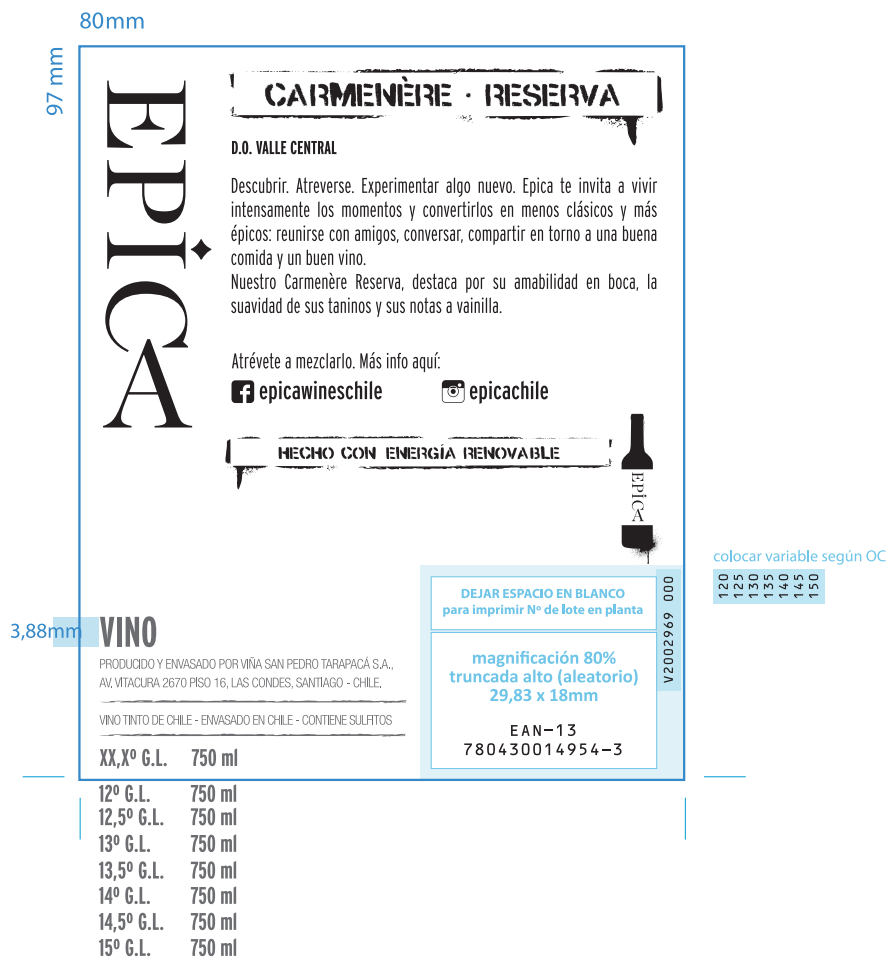 80mm
97 mm
EPICA
CARMENÈRE · RESERVA
D.O. VALLE CENTRAL
Descubrir. Atreverse. Experimentar algo nuevo. Epica te invita a vivir
intensamente los momentos y convertirlos en menos clásicos y más
épicos: reunirse con amigos, conversar, compartir en torno a una buena
comida y un buen vino.
Nuestro Carmenère Reserva, destaca por su amabilidad en boca, la
suavidad de sus taninos y sus notas a vainilla.
Atrévete a mezclarlo. Más info aquí:
epicawineschile
epicachile
HECHO CON ENERGÍA RENOVABLE
EPICA
colocar variable según OC
120
125
130
135
140
145
150
DEJAR ESPACIO EN BLANCO
para imprimir Nº de lote en planta
V2002969 000
3,88mm
VINO
PRODUCIDO Y ENVASADO POR VIÑA SAN PEDRO TARAPACÁ S.A.,
AV. VITACURA 2670 PISO 16, LAS CONDES, SANTIAGO - CHILE.
VINO TINTO DE CHILE - ENVASADO EN CHILE - CONTIENE SULFITOS
magnificación 80%
truncada alto (aleatorio)
29,83 x 18mm
EAN-13
780430014954-3
XX,Xº G.L. 750 ml
12º G.L. 750 ml
12,5º G.L. 750 ml
13º G.L. 750 ml
13,5º G.L. 750 ml
14º G.L. 750 ml
14,5º G.L. 750 ml
15º G.L. 750 ml